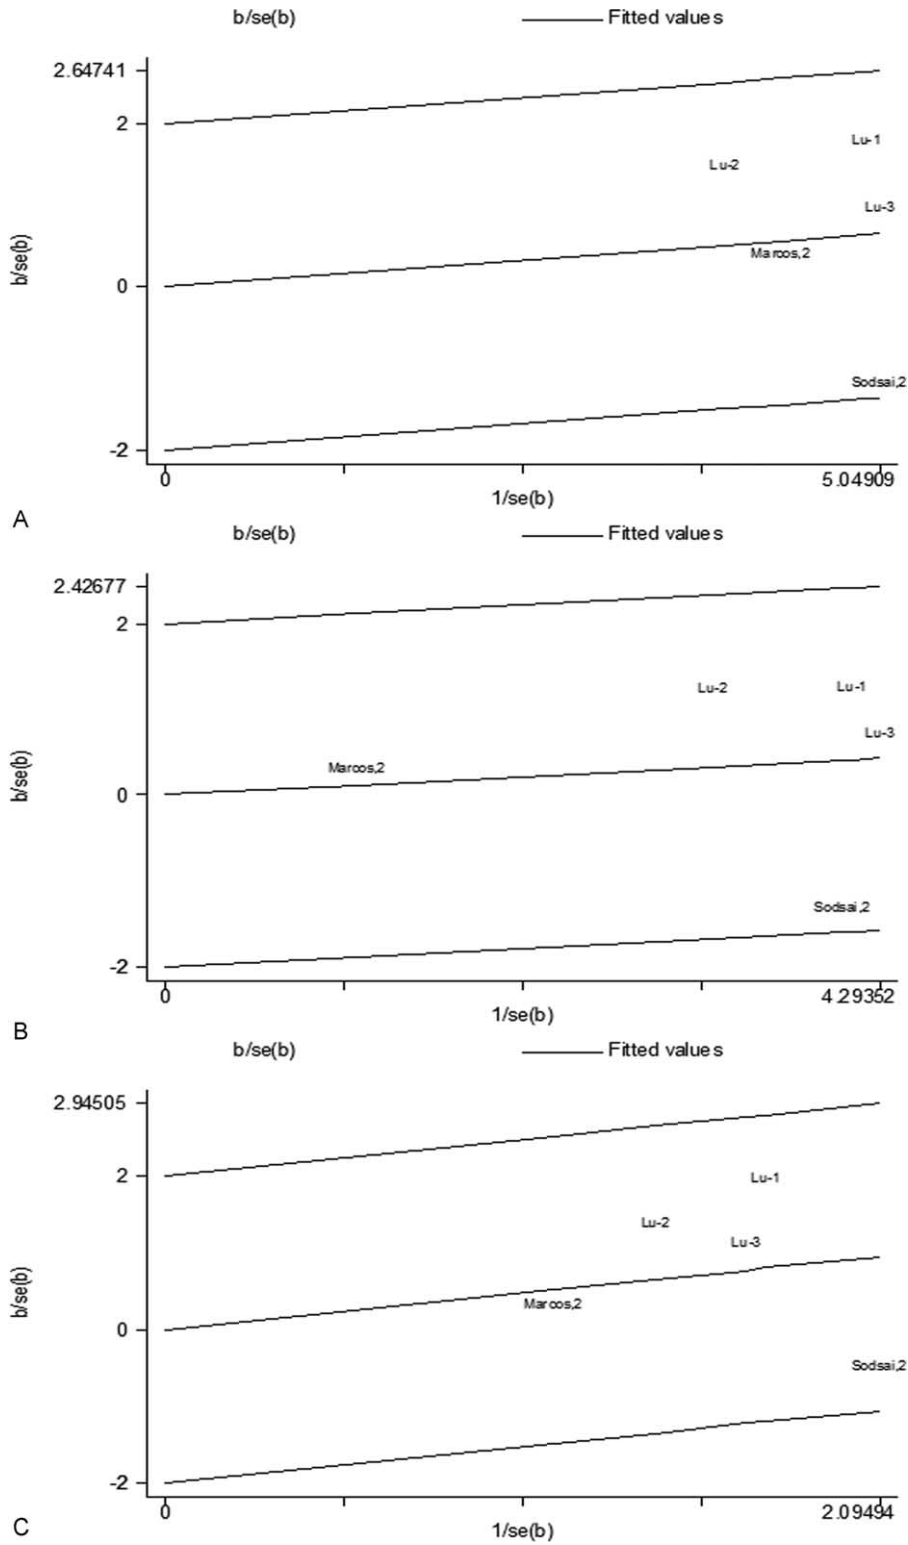 b/se(b) Fitted values
2.64741
2
Lu-1
Lu-2
Lu-3
b/se(b)
Marcos,2
0
Sodsai,2
-2
0 5.04909
1/se(b)
A
b/se(b) Fitted values
2.42677
2
Lu-2 Lu-1
Lu-3
b/se(b)
Marcos,2
0
Sodsai,2
-2
0 4.29352
1/se(b)
B
b/se(b) Fitted values
2.94505
2
Lu-1
Lu-2
Lu-3
b/se(b)
Marcos,2
0
Sodsai,2
-2
0 2.09494
1/se(b)
C